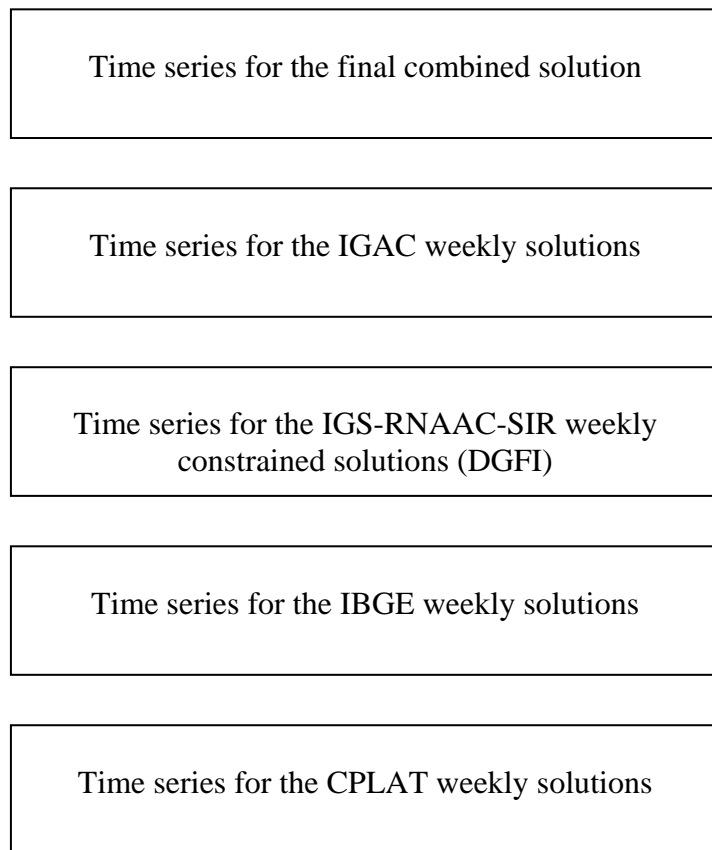 Time series for the final combined solution
Time series for the IGAC weekly solutions
Time series for the IGS-RNAAC-SIR weekly
constrained solutions (DGFI)
Time series for the IBGE weekly solutions
Time series for the CPLAT weekly solutions